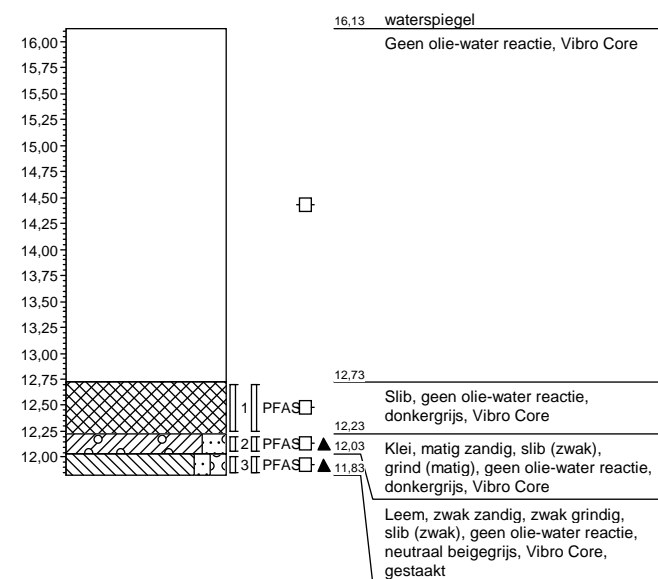 16,13 waterspiegel
Geen olie-water reactie, Vibro Core
16,00
15,75
15,50
15,25
15,00
14,75
14,50
14,25
14,00
13,75
13,50
13,25
13,00
12,75
12,50
12,25
12,00
1 PFAS
2 PFAS
3 PFAS
12,73
Slib, geen olie-water reactie,
donkergrijs, Vibro Core
12,23
12,03
Klei, matig zandig, slib (zwak),
grind (matig), geen olie-water reactie,
donkergrijs, Vibro Core
11,83
Leem, zwak zandig, zwak grindig,
slib (zwak), geen olie-water reactie,
neutraal beigegrijs, Vibro Core,
gestaakt